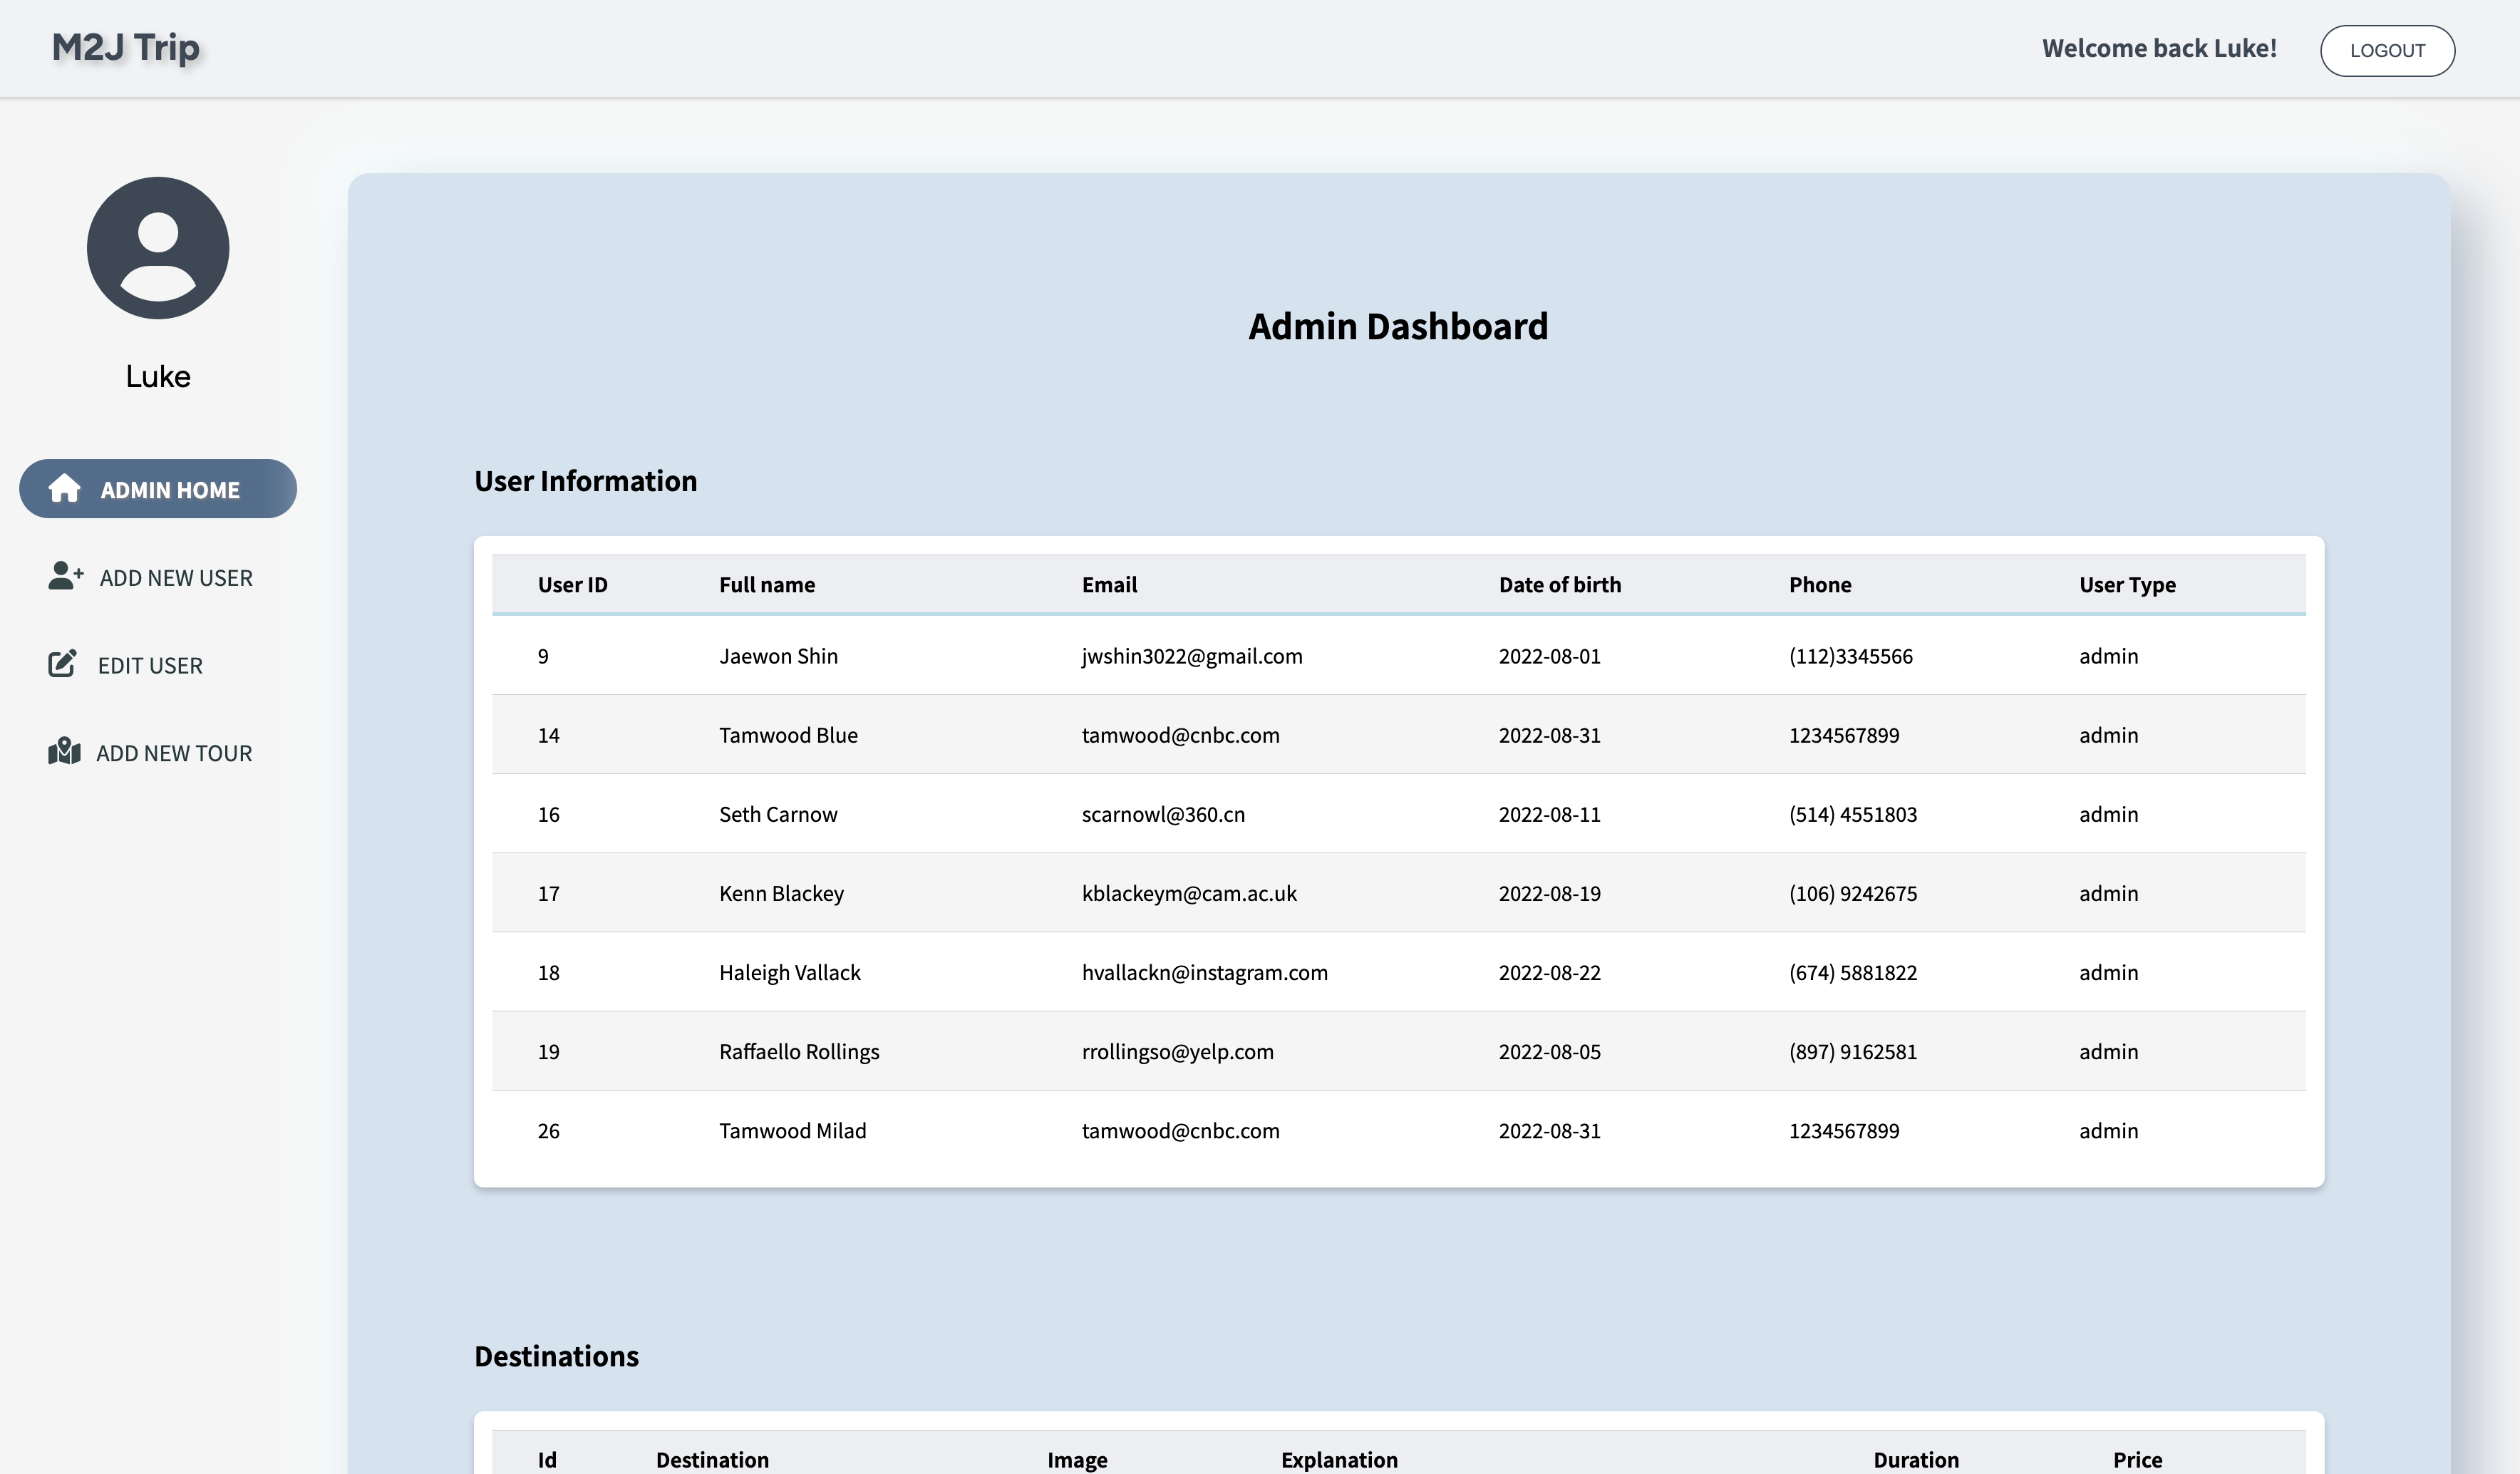 M2J Trip
Welcome back Luke!
LOGOUT
Luke
ADMIN HOME
ADD NEW USER
EDIT USER
ADD NEW TOUR
Admin Dashboard
User Information
User ID Full name Email Date of birth Phone User Type
9 Jaewon Shin jwshin3022@gmail.com 2022-08-01 (112)3345566 admin
14 Tamwood Blue tamwood@cnbc.com 2022-08-31 1234567899 admin
16 Seth Carnow scarnowl@360.cn 2022-08-11 (514) 4551803 admin
17 Kenn Blackey kblackeym@cam.ac.uk 2022-08-19 (106) 9242675 admin
18 Haleigh Vallack hvallackn@instagram.com 2022-08-22 (674) 5881822 admin
19 Raffaello Rollings rrollingso@yelp.com 2022-08-05 (897) 9162581 admin
26 Tamwood Milad tamwood@cnbc.com 2022-08-31 1234567899 admin
Destinations
Id Destination Image Explanation Duration Price